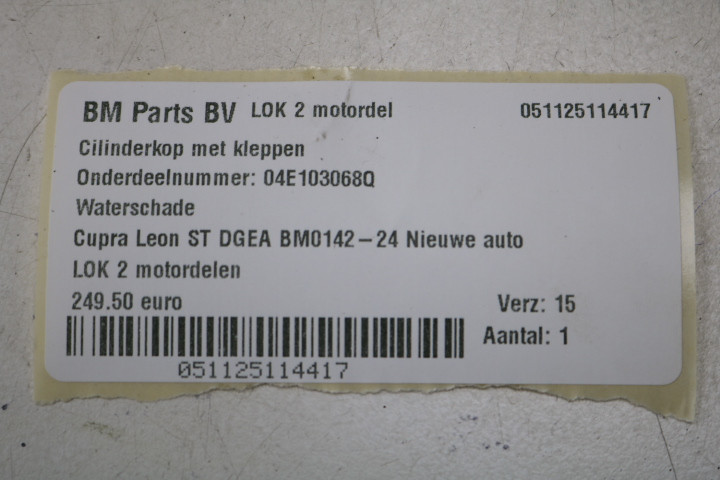 BM Parts BV LOK 2 motordel 051125114417
Cilinderkop met kleppen
Onderdeelnummer: 04E103068Q
Waterschade
Cupra Leon ST DGEA BM0142-24 Nieuwe auto
LOK 2 motordelen
249.50 euro Verz: 15
Aantal: 1
051125114417